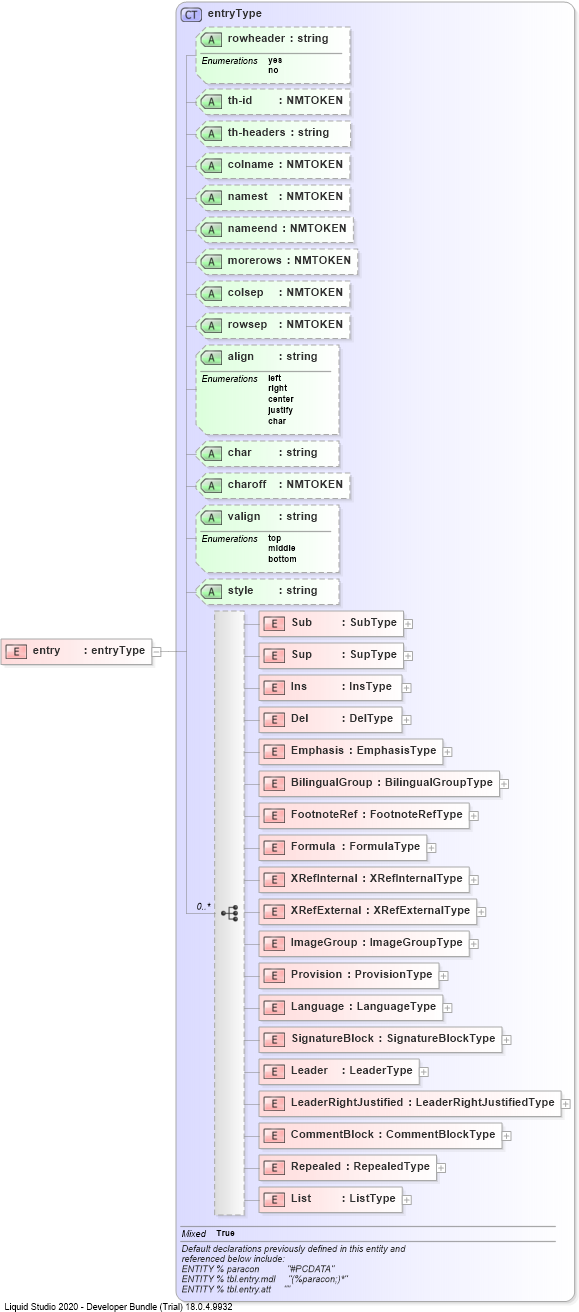 CT entryType
A rowheader : string
Enumerations yes
no
A th-id : NMTOKEN
A th-headers : string
A colname : NMTOKEN
A namest : NMTOKEN
A nameend : NMTOKEN
A morerows : NMTOKEN
A colsep : NMTOKEN
A rowsep : NMTOKEN
A align : string
Enumerations left
right
center
justify
char
A char : string
A charoff : NMTOKEN
A valign : string
Enumerations top
middle
bottom
A style : string
E entry : entryType
0..*
E Sub : SubType
E Sup : SupType
E Ins : InsType
E Del : DelType
E Emphasis : EmphasisType
E BilingualGroup : BilingualGroupType
E FootnoteRef : FootnoteRefType
E Formula : FormulaType
E XRefInternal : XRefInternalType
E XRefExternal : XRefExternalType
E ImageGroup : ImageGroupType
E Provision : ProvisionType
E Language : LanguageType
E SignatureBlock : SignatureBlockType
E Leader : LeaderType
E LeaderRightJustified : LeaderRightJustifiedType
E CommentBlock : CommentBlockType
E Repealed : RepealedType
E List : ListType
Mixed True
Default declarations previously defined in this entity and
referenced below include:
ENTITY % paracon "#PCDATA"
ENTITY % tbl.entry.mdl "(%paracon;)*"
ENTITY % tbl.entry.att ""
Liquid Studio 2020 - Developer Bundle (Trial) 18.0.4.9932